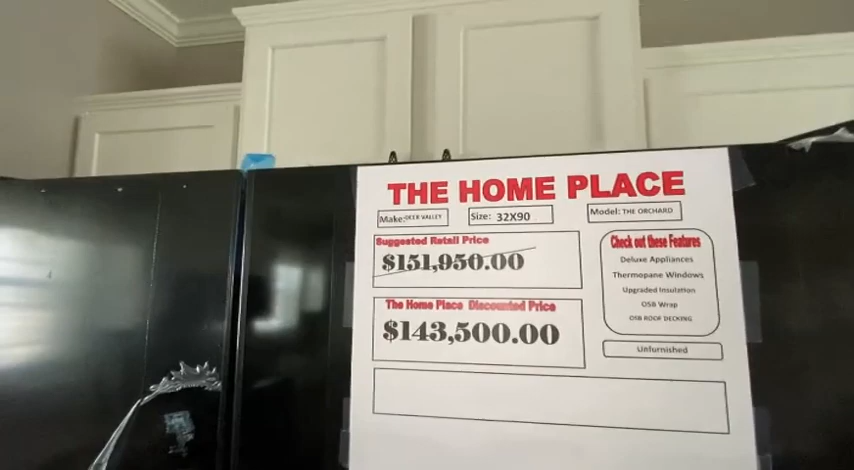 THE HOME PLACE
Make: DEER VALLEY
Size: 32X90
Model: THE ORCHARD
Suggested Retail Price
$151,950.00
The Home Place Discounted Price
$143,500.00
Check out these Features
Deluxe Appliances
Thermopane Windows
Upgraded Insulation
OSB Wrap
OSB ROOF DECKING
Unfurnished